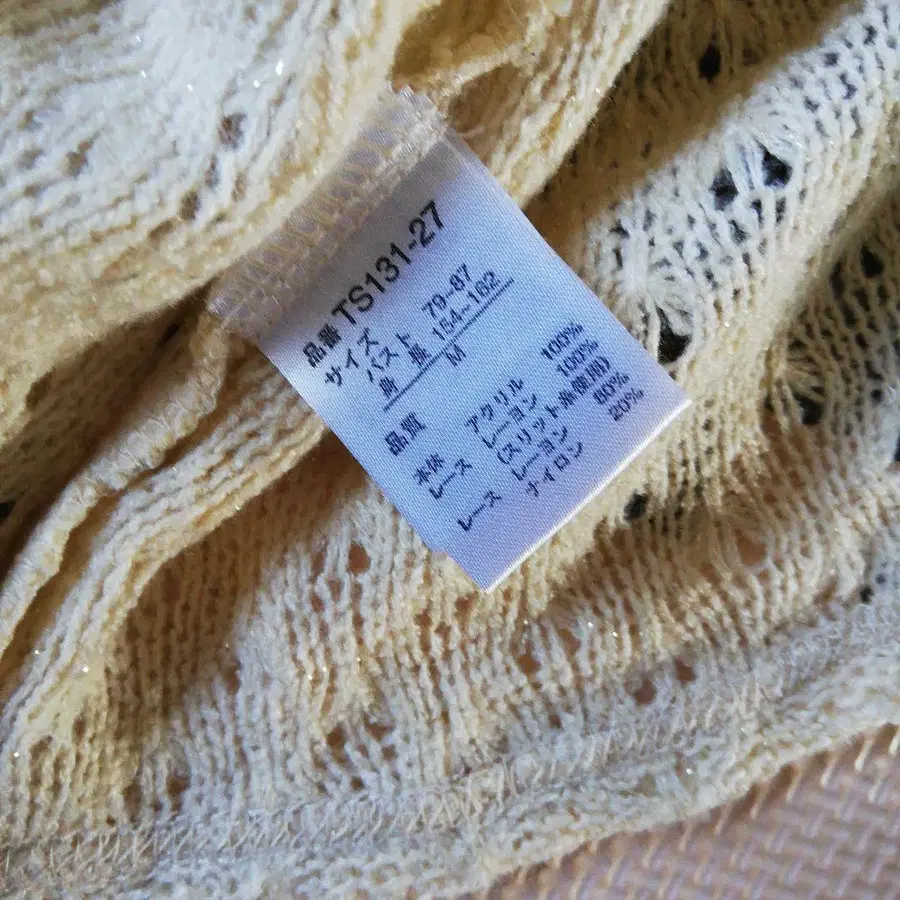 品番 TS131-27
サイズ
バスト 79~87
身長 154~162
M
品質
本体 アクリル 100%
レース レーヨン 100%
(スリット糸使用)
レース レーヨン 80%
ナイロン 20%